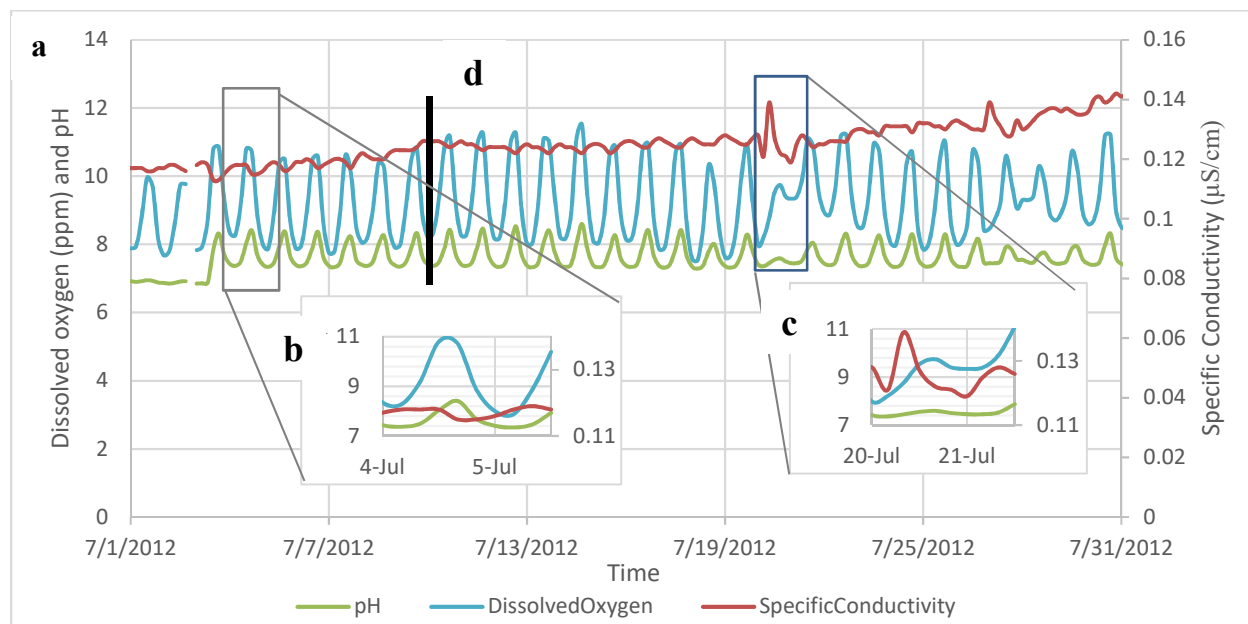 a
Dissolved oxygen (ppm) and pH
14
12
10
8
6
4
2
0
d
0.16
0.14
0.12
0.1
0.08
0.06
0.04
0.02
0
Specific Conductivity (µS/cm)
b
11
9
7
0.13
0.11
4-Jul
5-Jul
c
11
9
7
0.13
0.11
20-Jul
21-Jul
7/1/2012
7/7/2012
7/13/2012
7/19/2012
7/25/2012
7/31/2012
Time
pH
DissolvedOxygen
SpecificConductivity